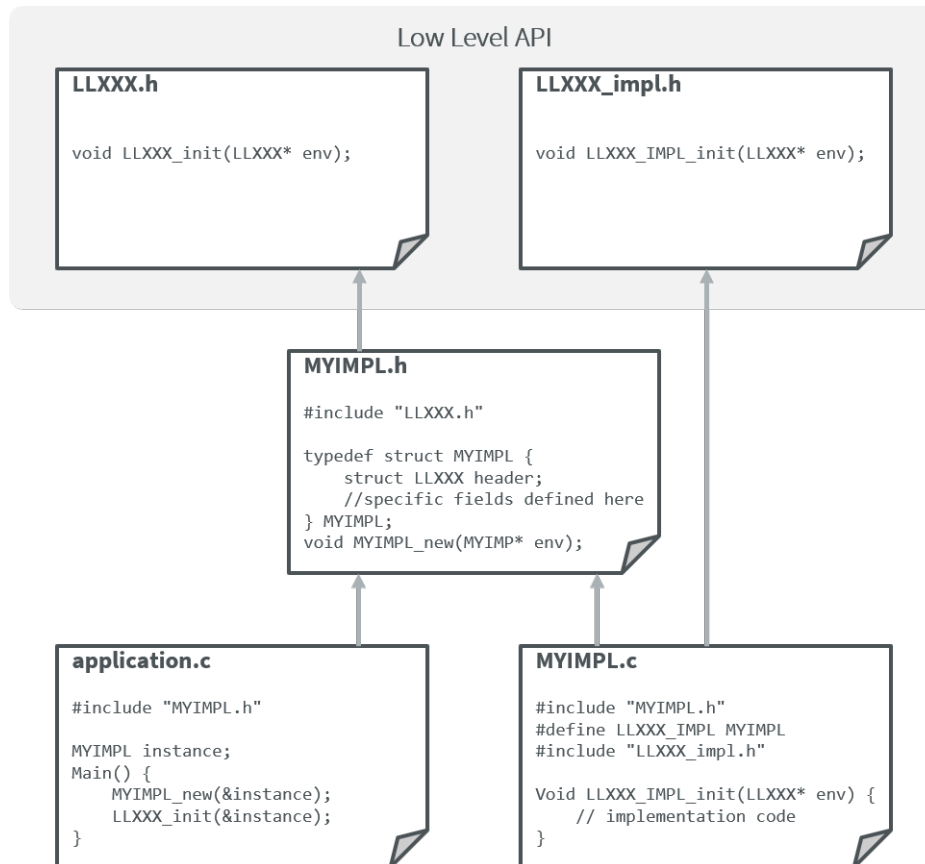 Low Level API
LLXXX.h
void LLXXX_init(LLXXX* env);
LLXXX_impl.h
void LLXXX_IMPL_init(LLXXX* env);
MYIMPL.h
#include "LLXXX.h"
typedef struct MYIMPL {
    struct LLXXX header;
    //specific fields defined here
} MYIMPL;
void MYIMPL_new(MYIMP* env);
application.c
#include "MYIMPL.h"
MYIMPL instance;
Main() {
    MYIMPL_new(&instance);
    LLXXX_init(&instance);
}
MYIMPL.c
#include "MYIMPL.h"
#define LLXXX_IMPL MYIMPL
#include "LLXXX_impl.h"
Void LLXXX_IMPL_init(LLXXX* env) {
    // implementation code
}